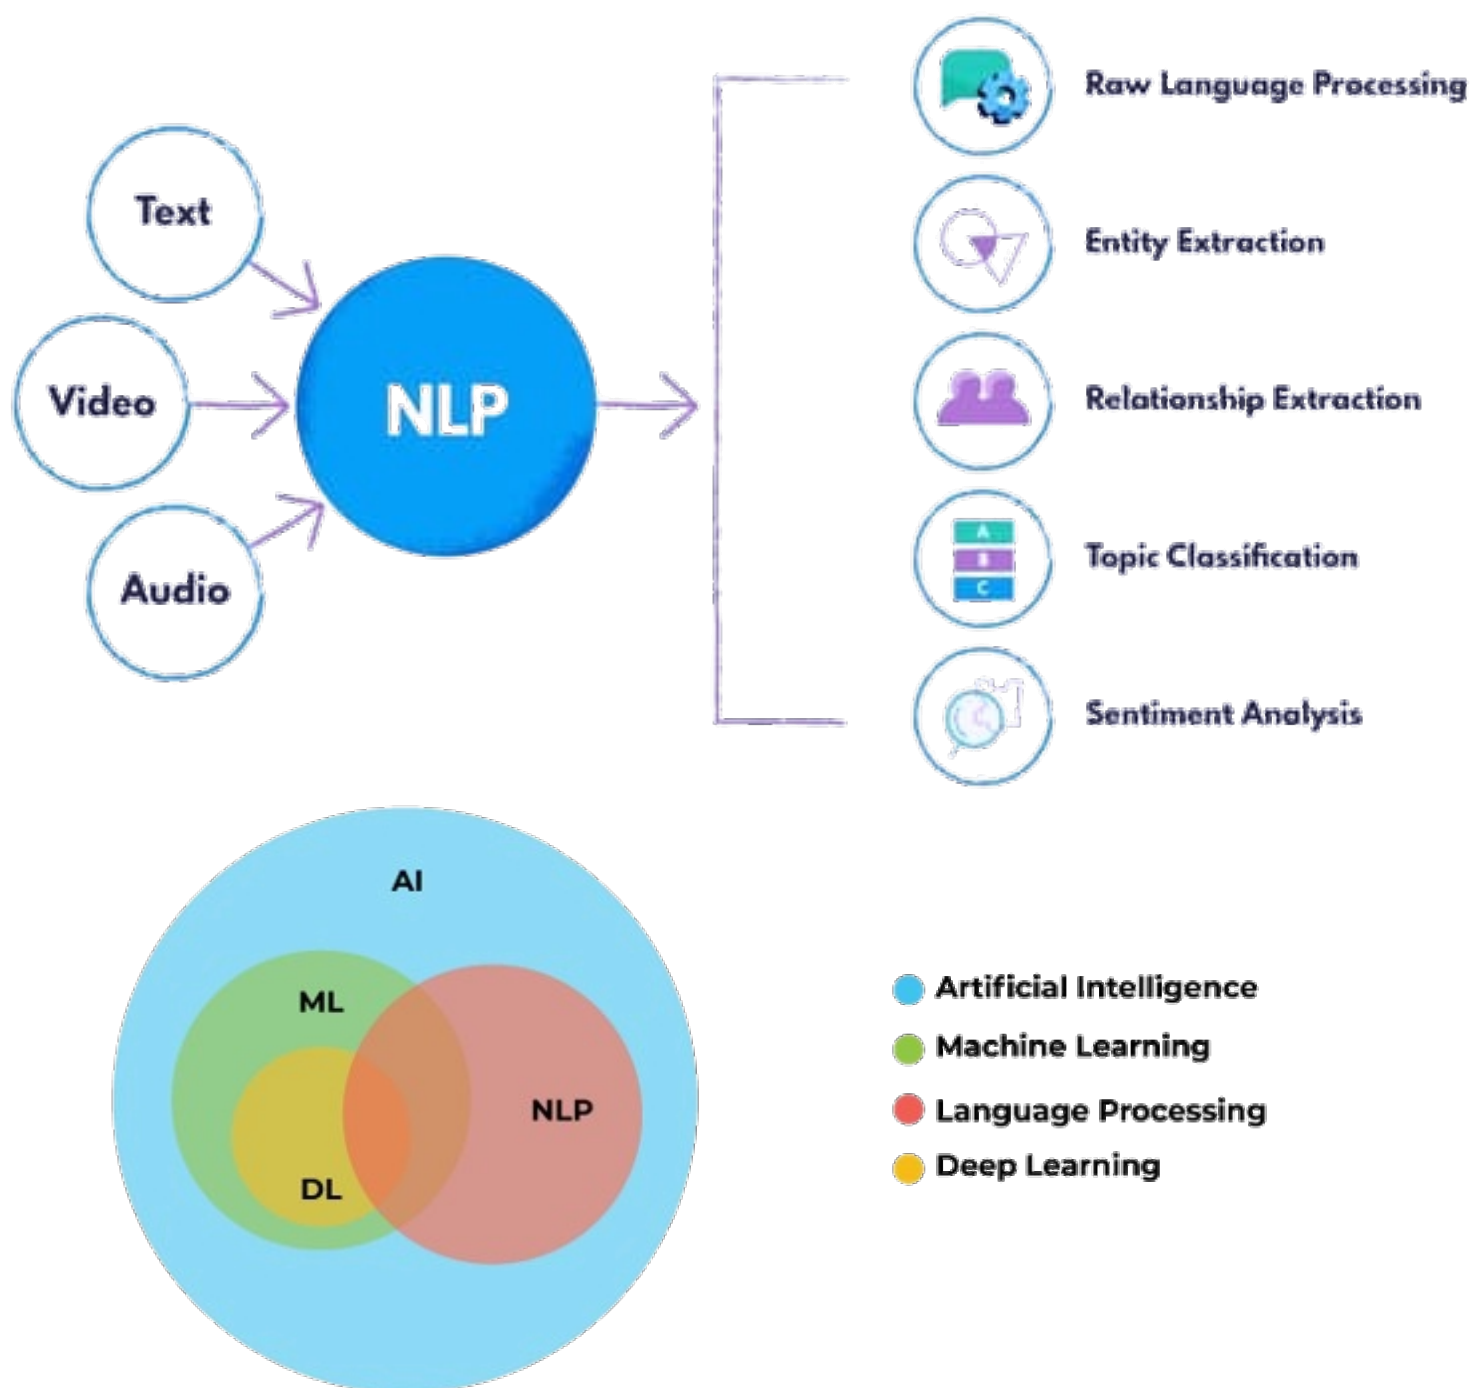 Raw Language Processing
Text
Entity Extraction
Video
NLP
Relationship Extraction
Audio
A
B
C
Topic Classification
Sentiment Analysis
AI
ML
NLP
DL
Artificial Intelligence
Machine Learning
Language Processing
Deep Learning